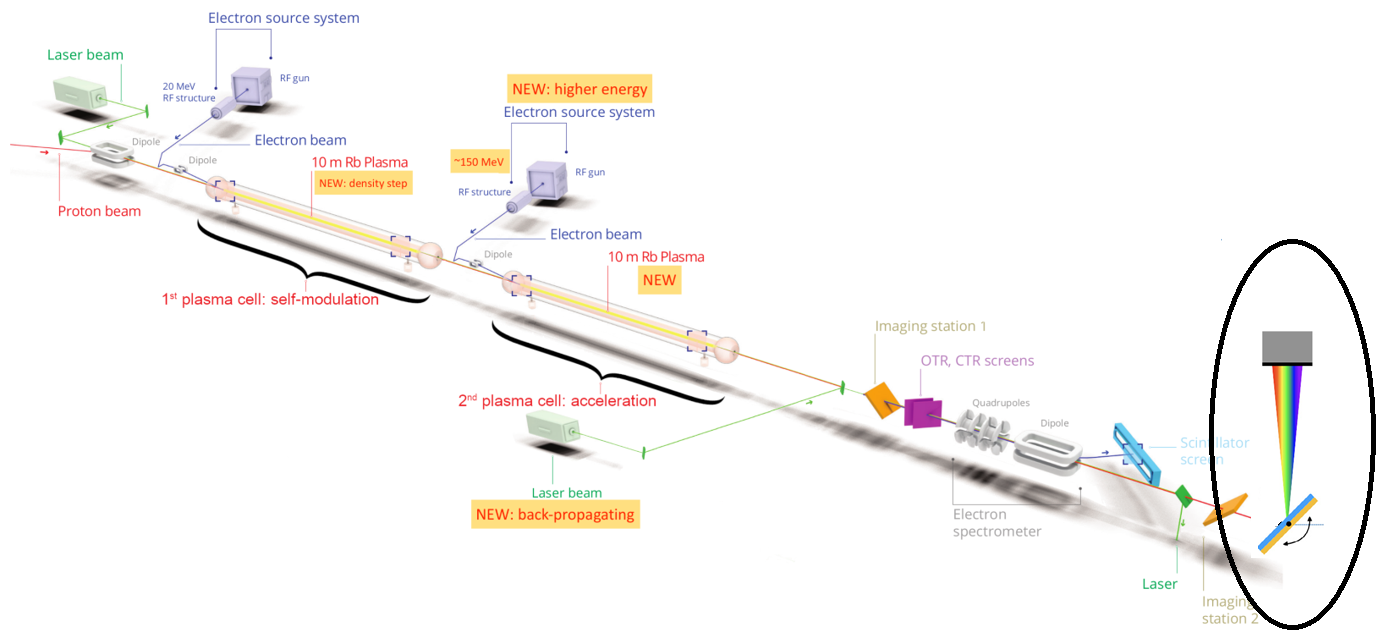 Electron source system
Laser beam
20 MeV
RF structure
RF gun
Electron beam
Dipole
Dipole
Proton beam
10 m Rb Plasma
NEW: density step
1st plasma cell: self-modulation
NEW: higher energy
Electron source system
~150 MeV
RF structure
RF gun
Electron beam
Dipole
10 m Rb Plasma
NEW
2nd plasma cell: acceleration
Laser beam
NEW: back-propagating
Imaging station 1
OTR, CTR screens
Quadrupoles
Dipole
Electron
spectrometer
Scintillator
screen
Laser
Imaging
station 2